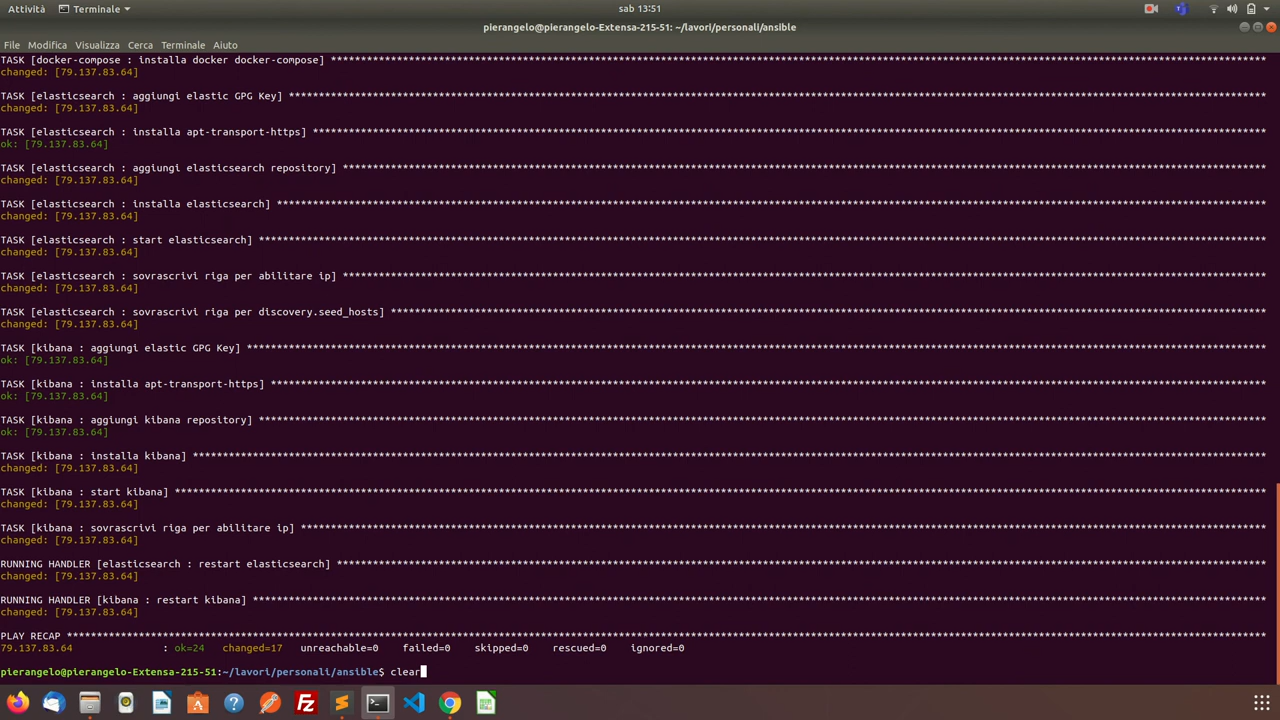 Attività Terminale sab 13:51
pierangelo@pierangelo-Extensa-215-51: ~/lavori/personali/ansible
File Modifica Visualizza Cerca Terminale Aiuto
TASK [docker-compose : installa docker docker-compose] ****************************************************************
changed: [79.137.83.64]
TASK [elasticsearch : aggiungi elastic GPG Key] ****************************************************************
changed: [79.137.83.64]
TASK [elasticsearch : installa apt-transport-https] ****************************************************************
ok: [79.137.83.64]
TASK [elasticsearch : aggiungi elasticsearch repository] ****************************************************************
changed: [79.137.83.64]
TASK [elasticsearch : installa elasticsearch] ****************************************************************
changed: [79.137.83.64]
TASK [elasticsearch : start elasticsearch] ****************************************************************
changed: [79.137.83.64]
TASK [elasticsearch : sovrascrivi riga per abilitare ip] ****************************************************************
changed: [79.137.83.64]
TASK [elasticsearch : sovrascrivi riga per discovery.seed_hosts] ****************************************************************
changed: [79.137.83.64]
TASK [kibana : aggiungi elastic GPG Key] ****************************************************************
ok: [79.137.83.64]
TASK [kibana : installa apt-transport-https] ****************************************************************
ok: [79.137.83.64]
TASK [kibana : aggiungi kibana repository] ****************************************************************
ok: [79.137.83.64]
TASK [kibana : installa kibana] ****************************************************************
changed: [79.137.83.64]
TASK [kibana : start kibana] ****************************************************************
changed: [79.137.83.64]
TASK [kibana : sovrascrivi riga per abilitare ip] ****************************************************************
changed: [79.137.83.64]
RUNNING HANDLER [elasticsearch : restart elasticsearch] ****************************************************************
changed: [79.137.83.64]
RUNNING HANDLER [kibana : restart kibana] ****************************************************************
changed: [79.137.83.64]
PLAY RECAP ****************************************************************
79.137.83.64 : ok=24 changed=17 unreachable=0 failed=0 skipped=0 rescued=0 ignored=0
pierangelo@pierangelo-Extensa-215-51:~/lavori/personali/ansible$ clear